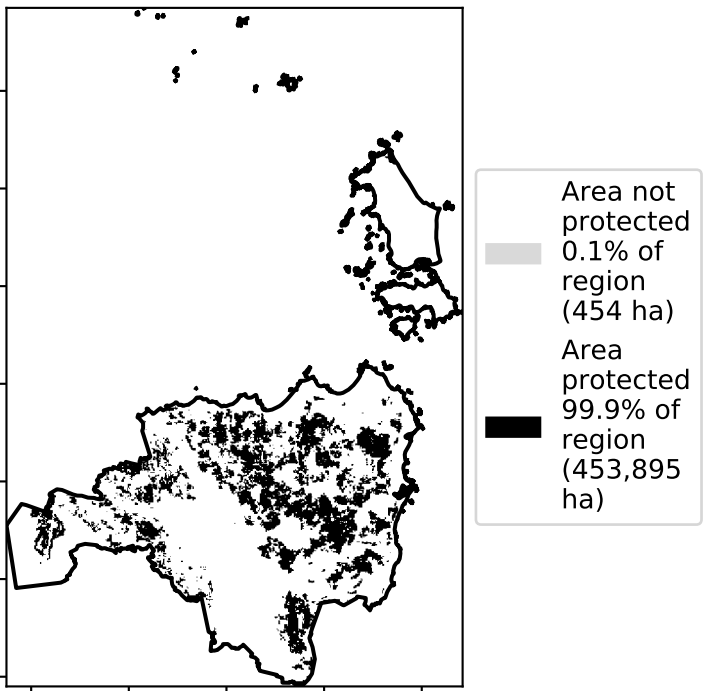 Area not
protected
0.1% of
region
(454 ha)
Area
protected
99.9% of
region
(453,895
ha)